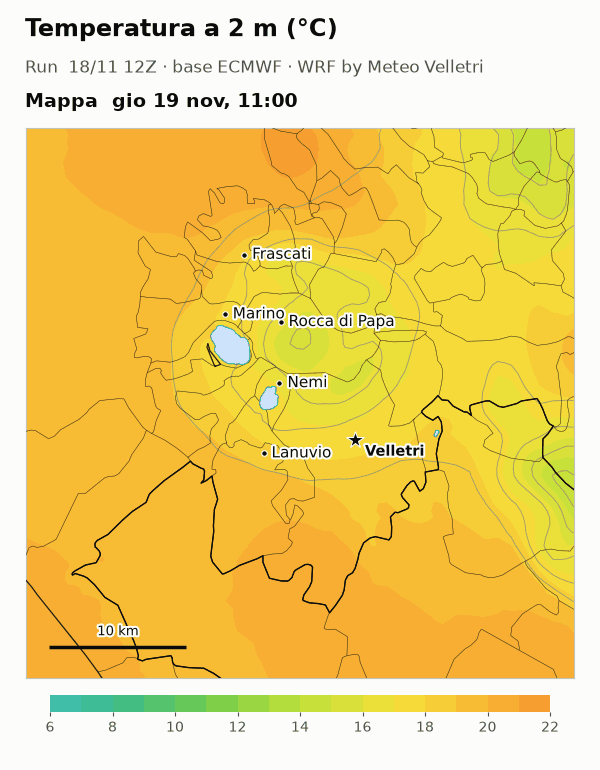 Temperatura a 2 m (°C)
Run  18/11 12Z · base ECMWF · WRF by Meteo Velletri
Mappa  gio 19 nov, 11:00
Frascati
Marino
Rocca di Papa
Nemi
Velletri
Lanuvio
10 km
6 8 10 12 14 16 18 20 22